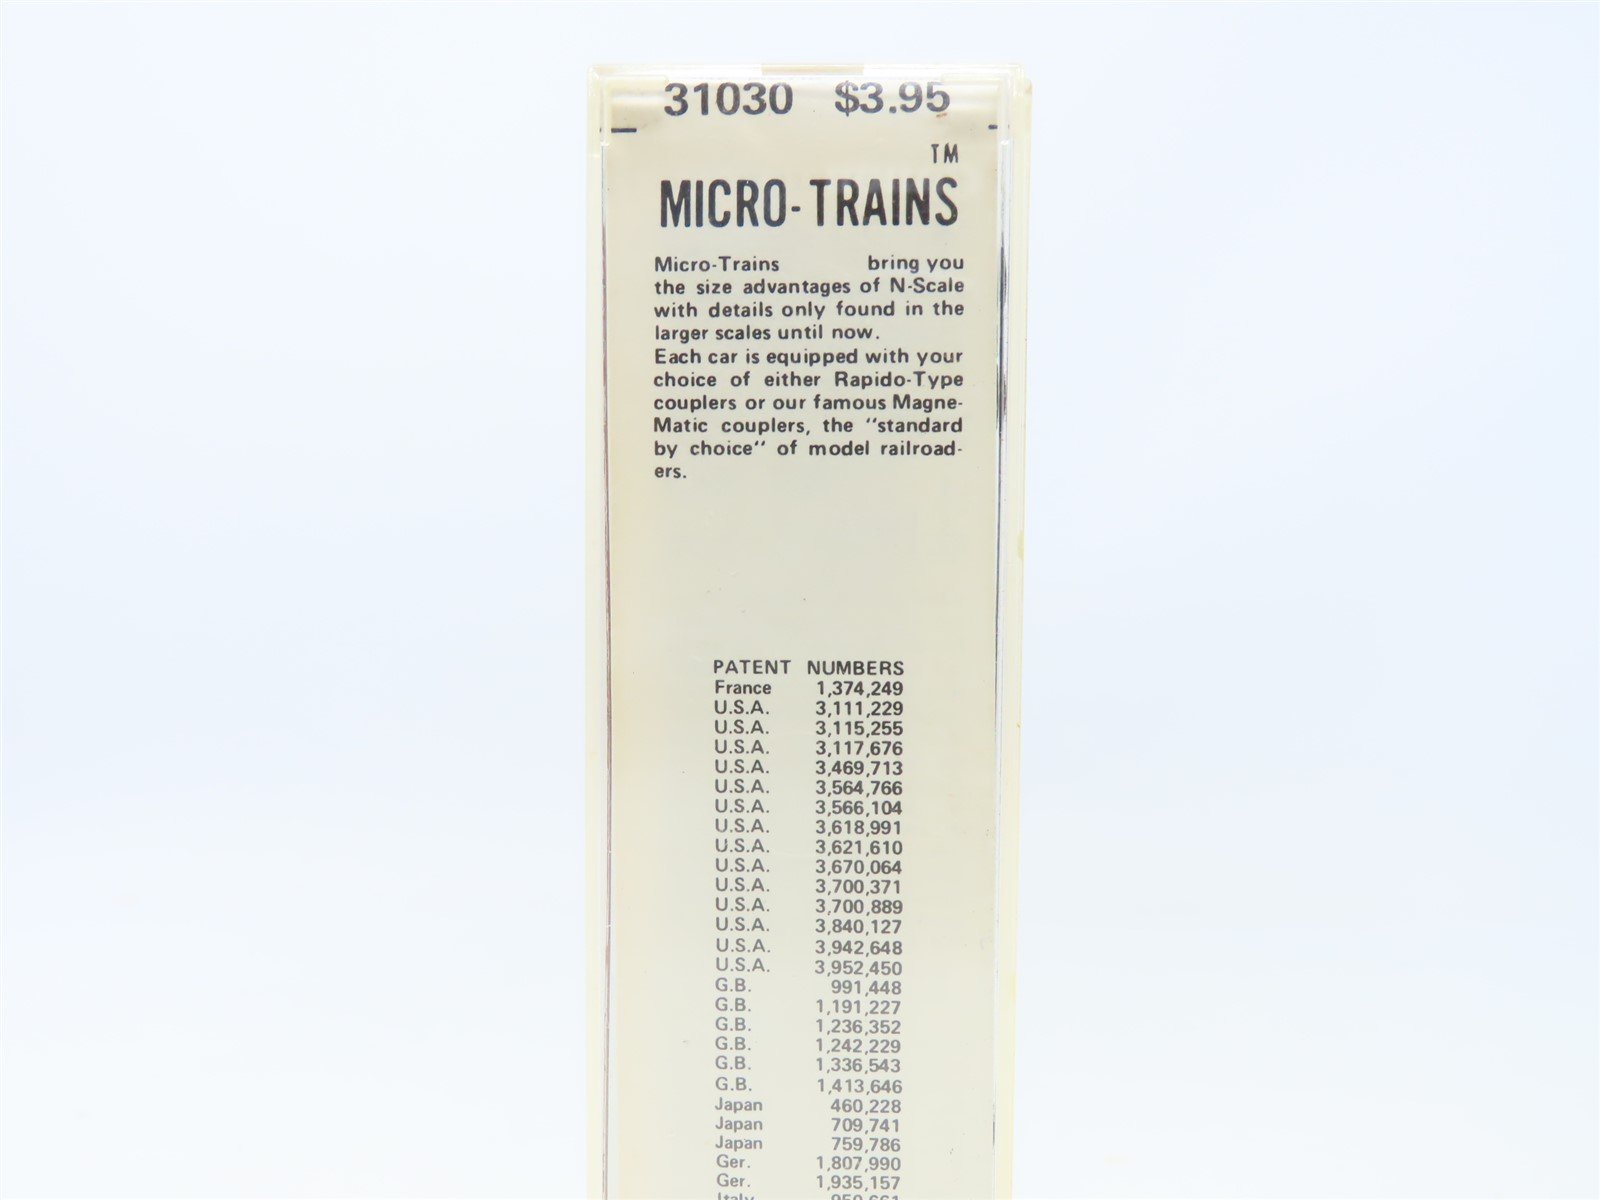 31030 $3.95
TM
MICRO-TRAINS
Micro-Trains bring you
the size advantages of N-Scale
with details only found in the
larger scales until now.
Each car is equipped with your
choice of either Rapido-Type
couplers or our famous Magne-
Matic couplers, the "standard
by choice" of model railroad-
ers.
PATENT NUMBERS
France 1,374,249
U.S.A. 3,111,229
U.S.A. 3,115,255
U.S.A. 3,117,676
U.S.A. 3,469,713
U.S.A. 3,564,766
U.S.A. 3,566,104
U.S.A. 3,618,991
U.S.A. 3,621,610
U.S.A. 3,670,064
U.S.A. 3,700,371
U.S.A. 3,700,889
U.S.A. 3,840,127
U.S.A. 3,942,648
U.S.A. 3,952,450
G.B. 991,448
G.B. 1,191,227
G.B. 1,236,352
G.B. 1,242,229
G.B. 1,336,543
G.B. 1,413,646
Japan 460,228
Japan 709,741
Japan 759,786
Ger. 1,807,990
Ger. 1,935,157
Italy